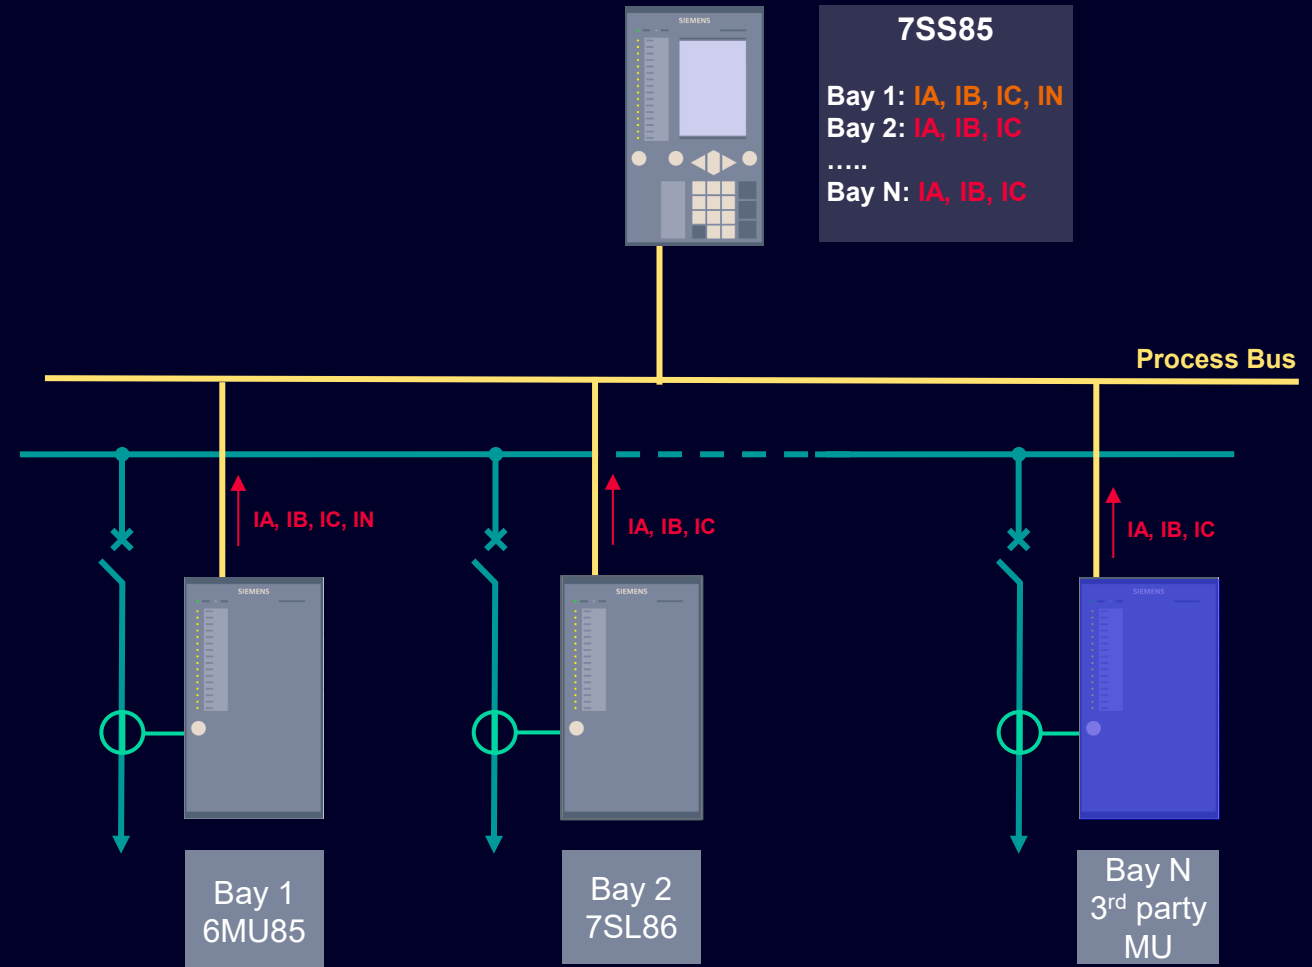 SIEMENS
7SS85
Bay 1: IA, IB, IC, IN
Bay 2: IA, IB, IC
.....
Bay N: IA, IB, IC
Process Bus
IA, IB, IC, IN
IA, IB, IC
IA, IB, IC
SIEMENS
SIEMENS
SIEMENS
Bay 1
6MU85
Bay 2
7SL86
Bay N
3rd party
MU